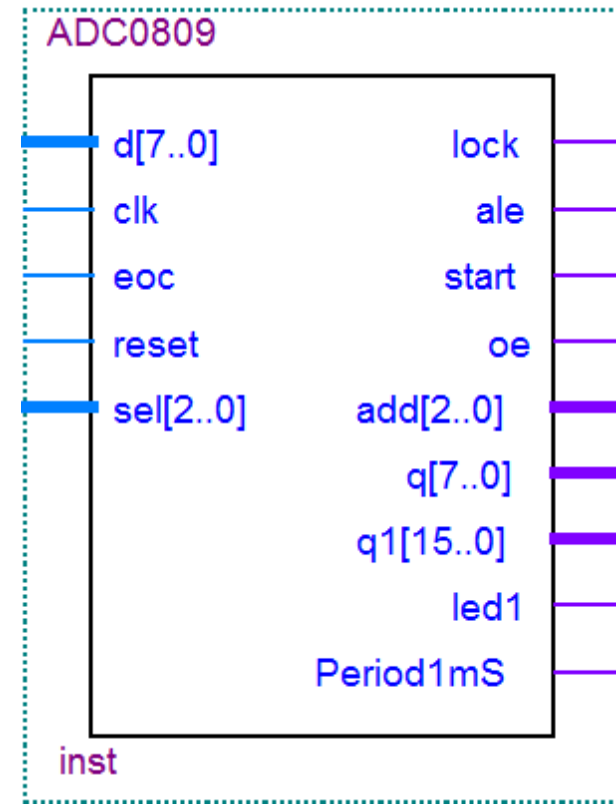 ADC0809
d[7..0] lock
clk ale
eoc start
reset oe
sel[2..0] add[2..0]
q[7..0]
q1[15..0]
led1
Period1mS
inst